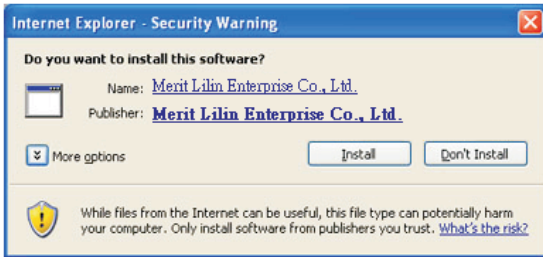 Internet Explorer - Security Warning
Do you want to install this software?
Name: Merit Lilin Enterprise Co., Ltd.
Publisher: Merit Lilin Enterprise Co., Ltd.
More options
Install
Don't Install
While files from the Internet can be useful, this file type can potentially harm
your computer. Only install software from publishers you trust. What's the risk?